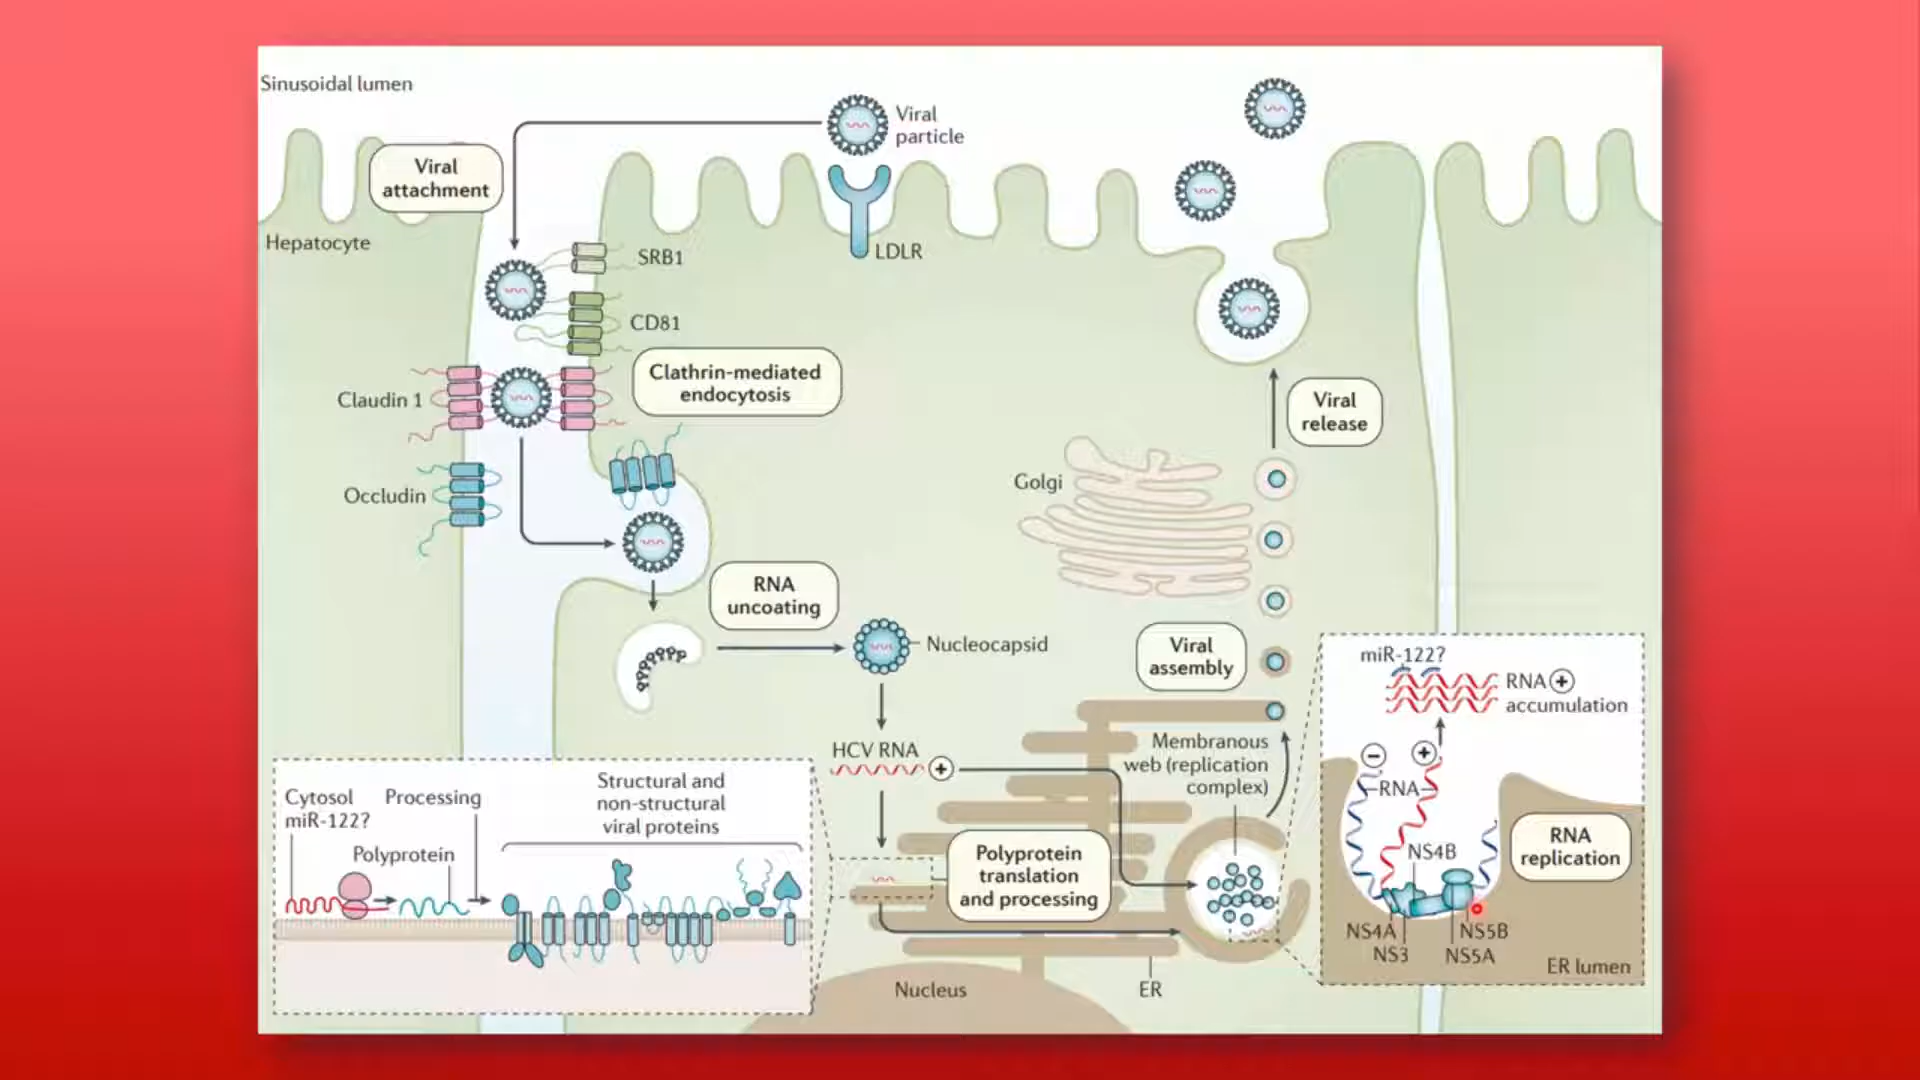 Sinusoidal lumen
Viral
particle
Viral
attachment
Hepatocyte
SRB1
LDLR
CD81
Clathrin-mediated
endocytosis
Claudin 1
Occludin
Viral
release
Golgi
RNA
uncoating
Nucleocapsid
Viral
assembly
miR-122?
RNA +
accumulation
HCV RNA
+
Membranous
web (replication
complex)
− +
RNA
NS4B
RNA
replication
NS4A
NS3
NS5B
NS5A
ER lumen
Cytosol
miR-122?
Processing
Polyprotein
Structural and
non-structural
viral proteins
Polyprotein
translation
and processing
Nucleus
ER